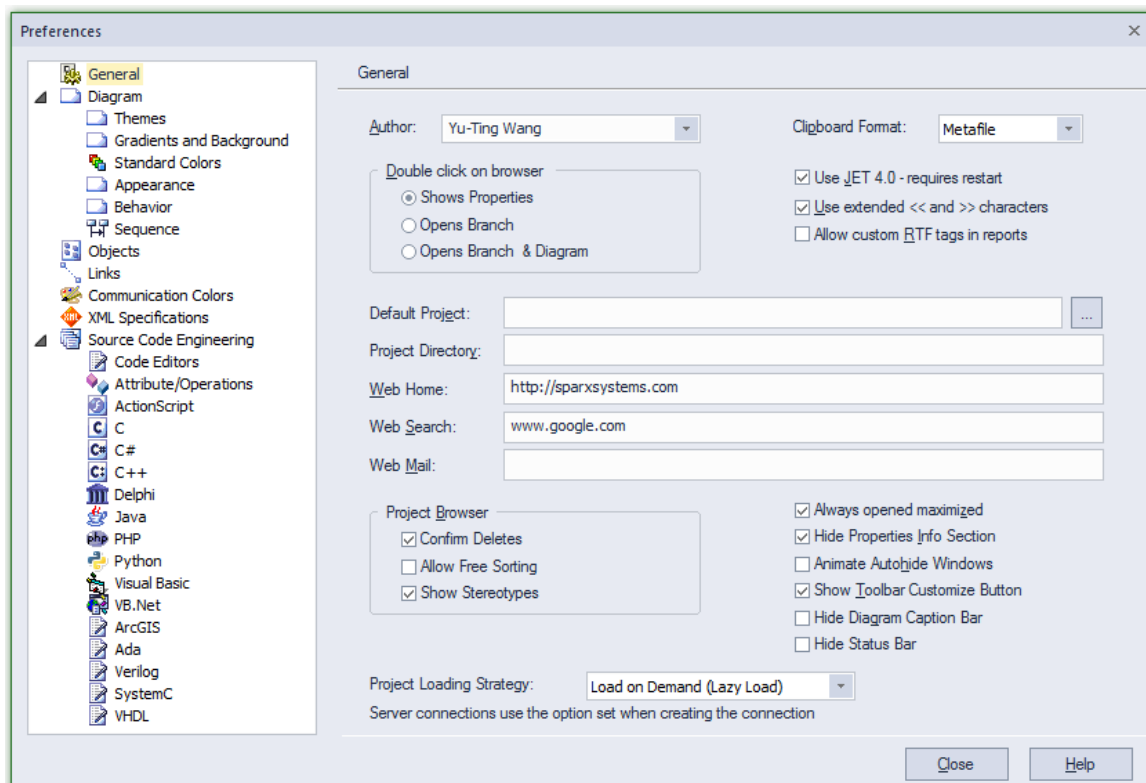 Preferences
General
Diagram
Themes
Gradients and Background
Standard Colors
Appearance
Behavior
Sequence
Objects
Links
Communication Colors
XML Specifications
Source Code Engineering
Code Editors
Attribute/Operations
ActionScript
C
C#
C++
Delphi
Java
PHP
Python
Visual Basic
VB.Net
ArcGIS
Ada
Verilog
SystemC
VHDL
General
Author: Yu-Ting Wang
Clipboard Format: Metafile
Double click on browser
Shows Properties
Opens Branch
Opens Branch & Diagram
Use JET 4.0 - requires restart
Use extended << and >> characters
Allow custom RTF tags in reports
Default Project: ...
Project Directory:
Web Home: http://sparxsystems.com
Web Search: www.google.com
Web Mail:
Project Browser
Confirm Deletes
Allow Free Sorting
Show Stereotypes
Always opened maximized
Hide Properties Info Section
Animate Autohide Windows
Show Toolbar Customize Button
Hide Diagram Caption Bar
Hide Status Bar
Project Loading Strategy: Load on Demand (Lazy Load)
Server connections use the option set when creating the connection
Close Help